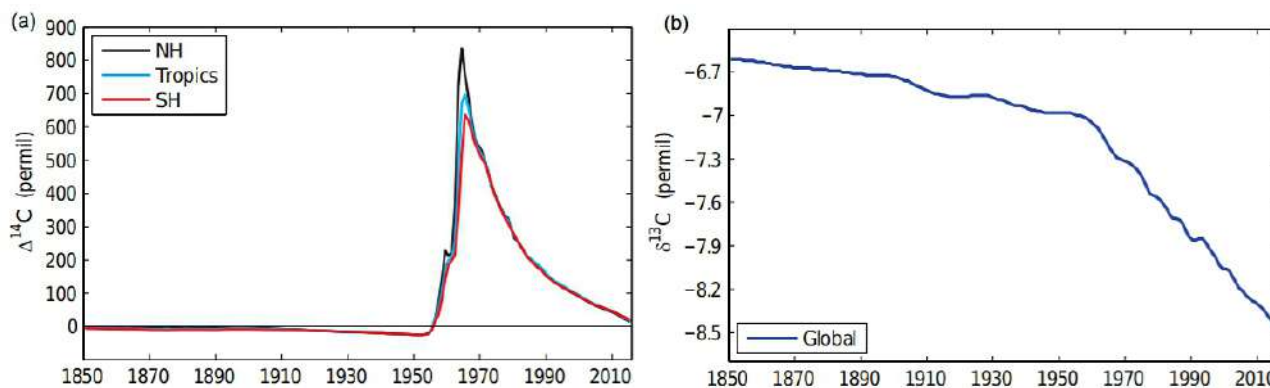 (a)
900
800
700
600
500
400
300
200
100
0
Δ¹⁴C (permil)
NH
Tropics
SH
1850 1870 1890 1910 1930 1950 1970 1990 2010
(b)
−6.7
−7
−7.3
−7.6
−7.9
−8.2
−8.5
δ¹³C (permil)
Global
1850 1870 1890 1910 1930 1950 1970 1990 2010